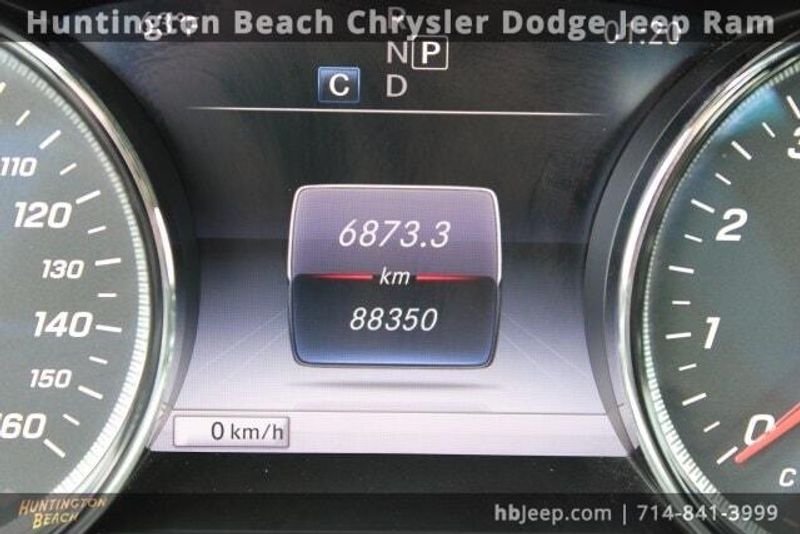 Huntington Beach Chrysler Dodge Jeep Ram
R
N P
C D
110
120
130
140
150
160
6873.3
km
88350
0 km/h
3
2
1
0
C
HUNTINGTON
BEACH
hbjeep.com | 714-841-3999